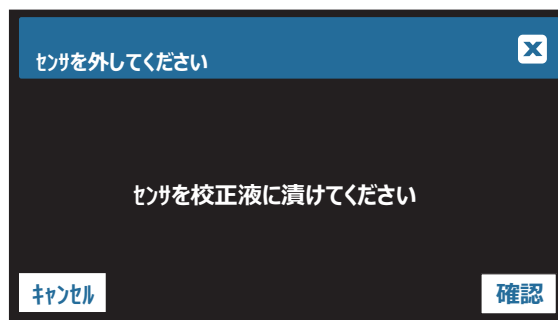 ｾﾝｻを外してください
X
ｾﾝｻを校正液に漬けてください
ｷｬﾝｾﾙ
確認